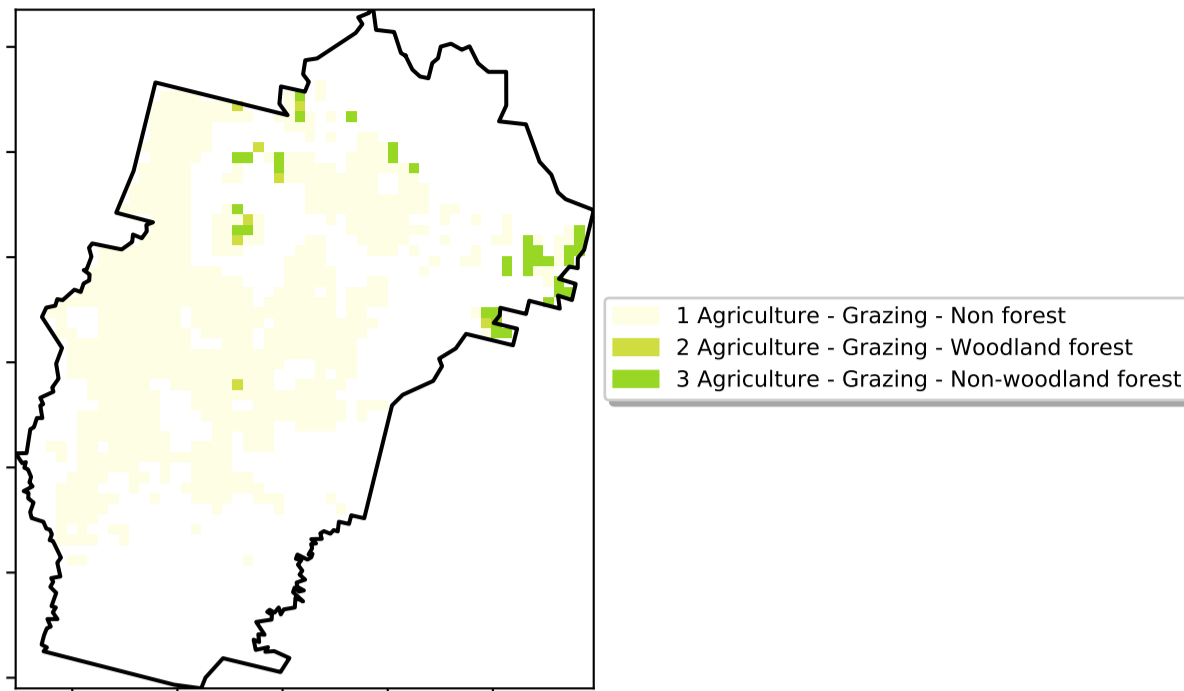 1 Agriculture - Grazing - Non forest
2 Agriculture - Grazing - Woodland forest
3 Agriculture - Grazing - Non-woodland forest